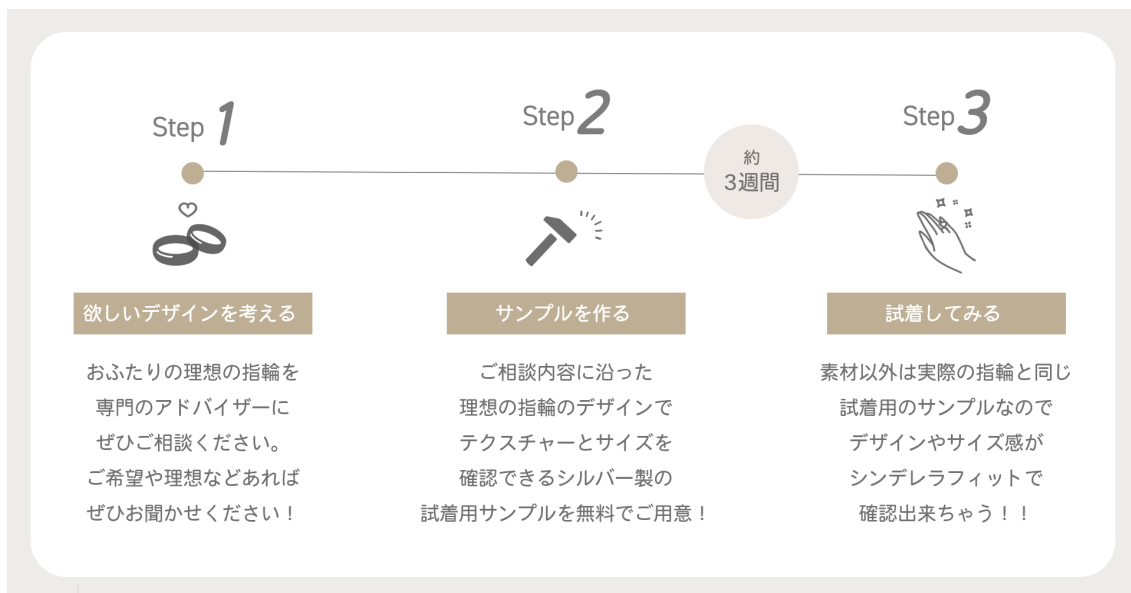 Step 1
欲しいデザインを考える
おふたりの理想の指輪を
専門のアドバイザーに
ぜひご相談ください。
ご希望や理想などあれば
ぜひお聞かせください！
Step 2
サンプルを作る
ご相談内容に沿った
理想の指輪のデザインで
テクスチャーとサイズを
確認できるシルバー製の
試着用サンプルを無料でご用意！
約
3週間
Step 3
試着してみる
素材以外は実際の指輪と同じ
試着用のサンプルなので
デザインやサイズ感が
シンデレラフィットで
確認出来ちゃう！！